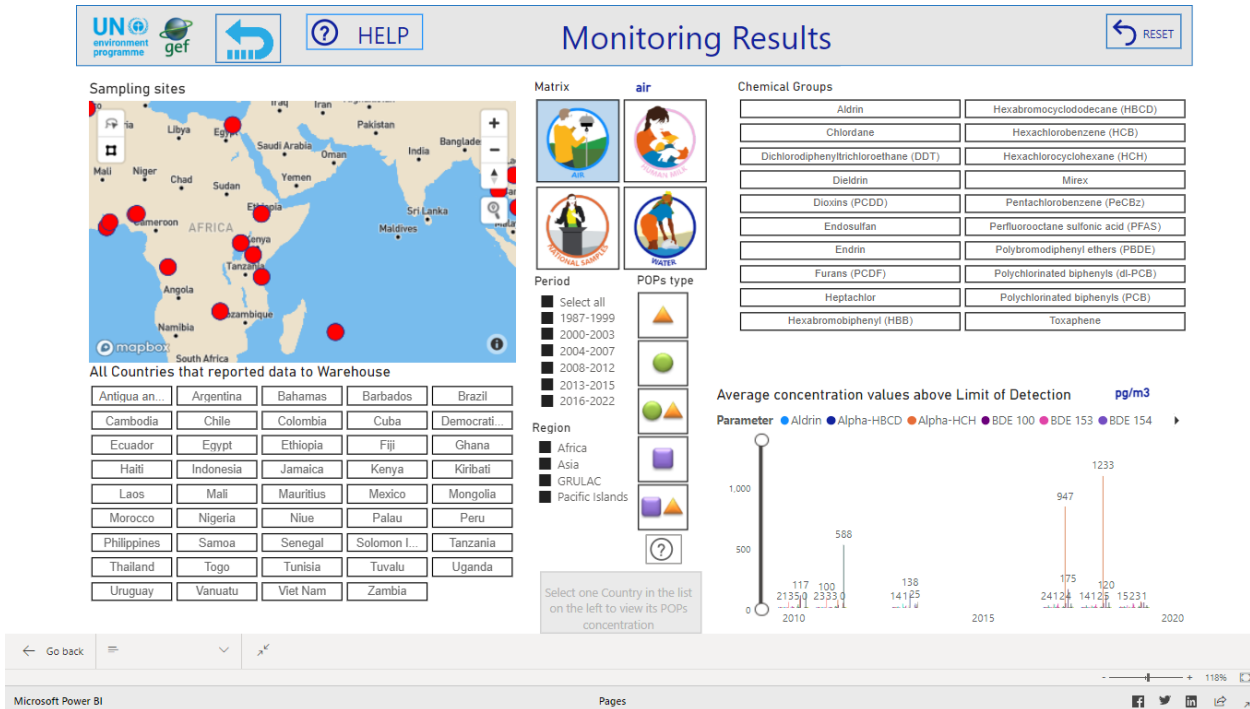 UN
environment
programme
gef
HELP
Monitoring Results
RESET
Sampling sites
Iraq
Iran
Pakistan
Libya
Egypt
Saudi Arabia
Oman
India
Mali
Niger
Chad
Sudan
Yemen
Ethiopia
Sri Lanka
Maldives
Cameroon
AFRICA
Kenya
Tanzania
Angola
Mozambique
Namibia
South Africa
mapbox
Matrix
air
AIR
HUMAN MILK
NATIONAL SAMPLES
WATER
Period
Select all
1987-1999
2000-2003
2004-2007
2008-2012
2013-2015
2016-2022
Region
Africa
Asia
GRULAC
Pacific Islands
POPs type
Select one Country in the list
on the left to view its POPs
concentration
Chemical Groups
Aldrin Hexabromocyclododecane (HBCD)
Chlordane Hexachlorobenzene (HCB)
Dichlorodiphenyltrichloroethane (DDT) Hexachlorocyclohexane (HCH)
Dieldrin Mirex
Dioxins (PCDD) Pentachlorobenzene (PeCBz)
Endosulfan Perfluorooctane sulfonic acid (PFAS)
Endrin Polybromodiphenyl ethers (PBDE)
Furans (PCDF) Polychlorinated biphenyls (dl-PCB)
Heptachlor Polychlorinated biphenyls (PCB)
Hexabromobiphenyl (HBB) Toxaphene
All Countries that reported data to Warehouse
Antigua an... Argentina Bahamas Barbados Brazil
Cambodia Chile Colombia Cuba Democrati...
Ecuador Egypt Ethiopia Fiji Ghana
Haiti Indonesia Jamaica Kenya Kiribati
Laos Mali Mauritius Mexico Mongolia
Morocco Nigeria Niue Palau Peru
Philippines Samoa Senegal Solomon I... Tanzania
Thailand Togo Tunisia Tuvalu Uganda
Uruguay Vanuatu Viet Nam Zambia
Average concentration values above Limit of Detection pg/m3
Parameter Aldrin Alpha-HBCD Alpha-HCH BDE 100 BDE 153 BDE 154
1,000
500
0
117
100
588
138
947
175
1233
120
15231
2010 2015 2020
Go back
118%
Microsoft Power BI Pages